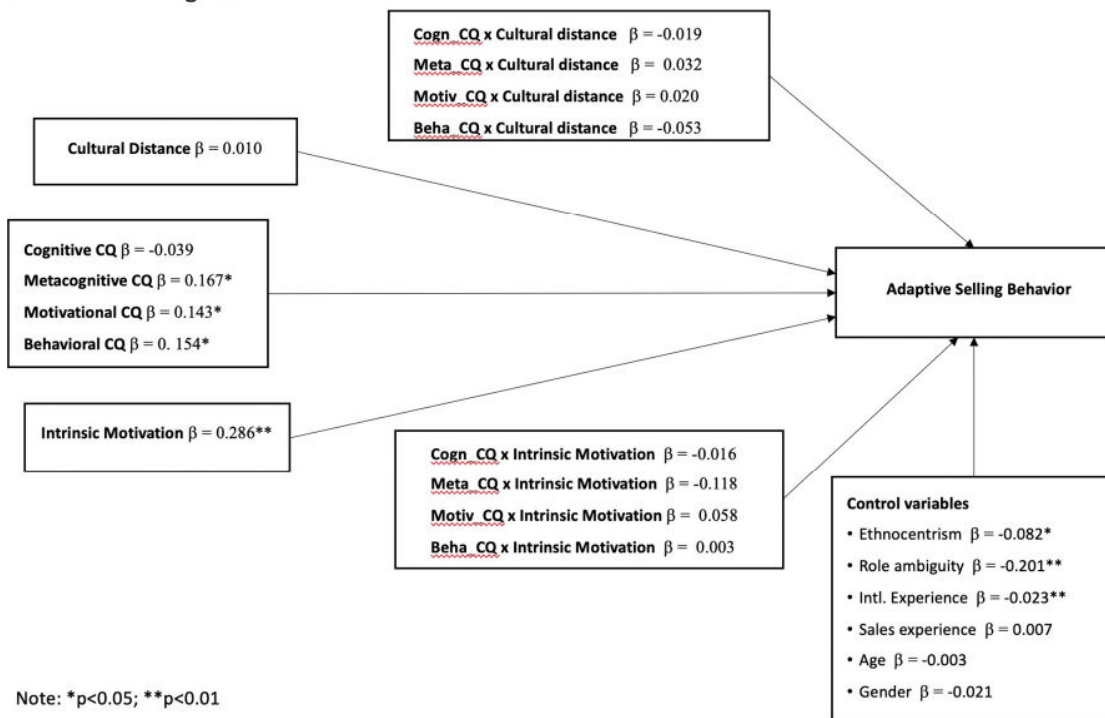 Cogn_CQ x Cultural distance β = -0.019
Meta_CQ x Cultural distance β = 0.032
Motiv_CQ x Cultural distance β = 0.020
Beha_CQ x Cultural distance β = -0.053
Cultural Distance β = 0.010
Cognitive CQ β = -0.039
Metacognitive CQ β = 0.167*
Motivational CQ β = 0.143*
Behavioral CQ β = 0. 154*
Adaptive Selling Behavior
Intrinsic Motivation β = 0.286**
Cogn_CQ x Intrinsic Motivation β = -0.016
Meta_CQ x Intrinsic Motivation β = -0.118
Motiv_CQ x Intrinsic Motivation β = 0.058
Beha_CQ x Intrinsic Motivation β = 0.003
Control variables
• Ethnocentrism β = -0.082*
• Role ambiguity β = -0.201**
• Intl. Experience β = -0.023**
• Sales experience β = 0.007
• Age β = -0.003
• Gender β = -0.021
Note: *p<0.05; **p<0.01